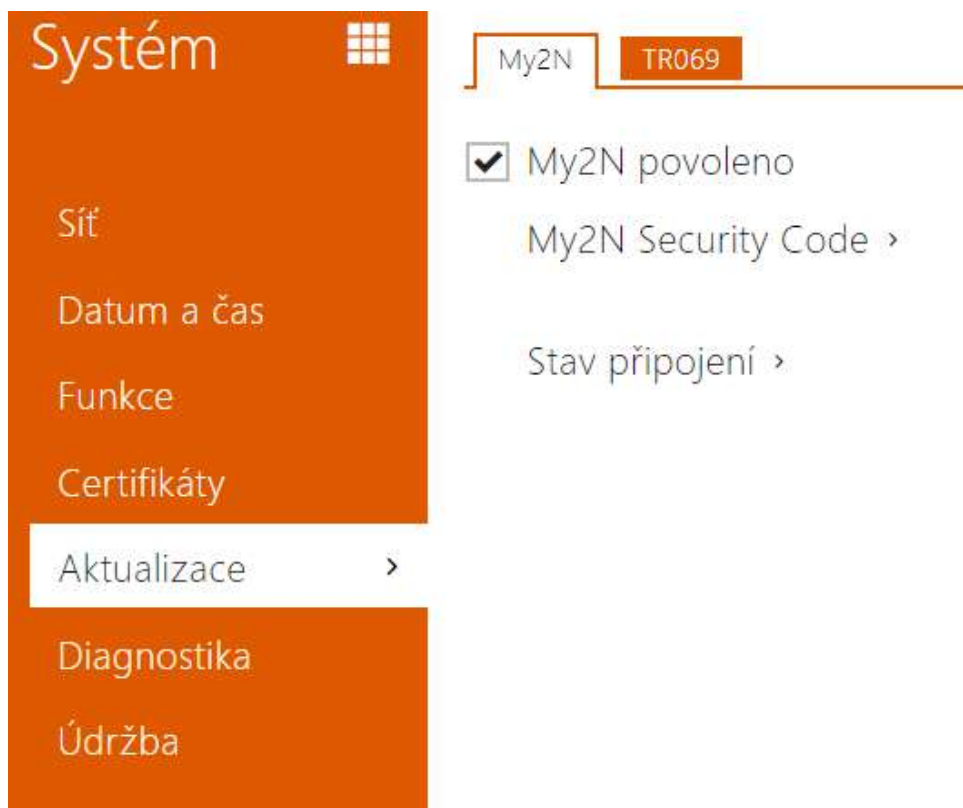 Systém
Síť
Datum a čas
Funkce
Certifikáty
Aktualizace
Diagnostika
Údržba
My2N
TR069
My2N povoleno
My2N Security Code
Stav připojení